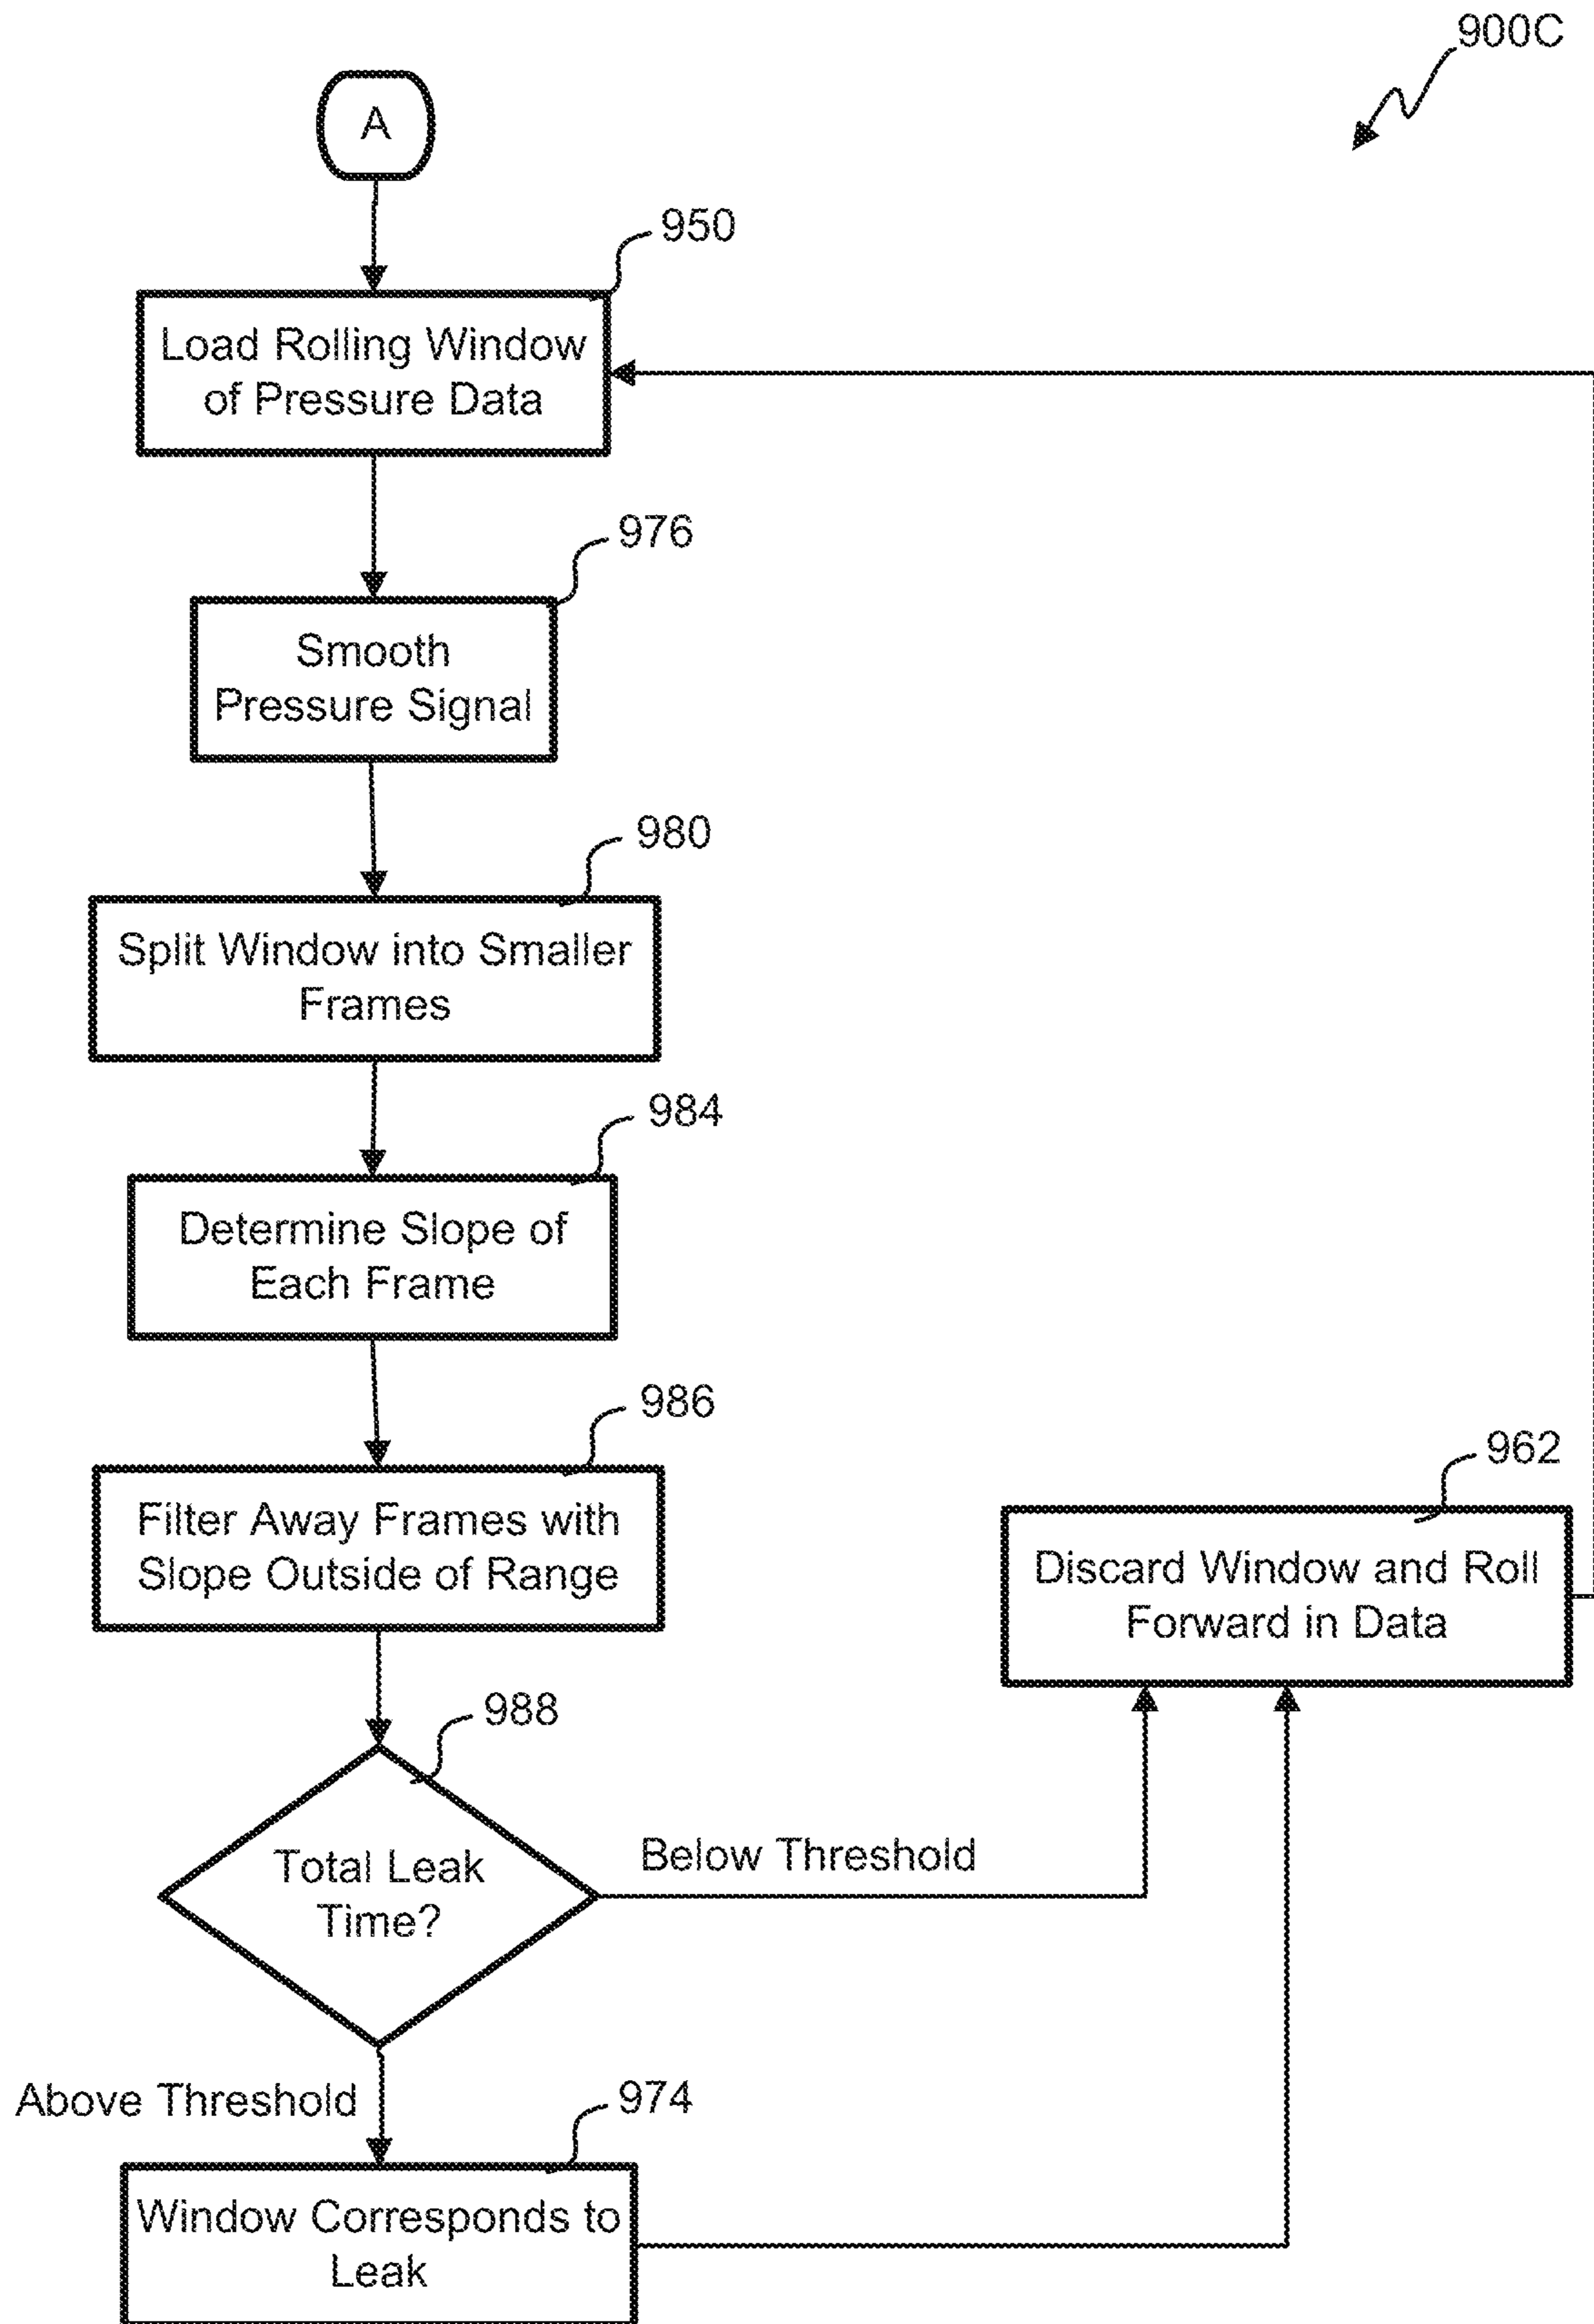 900C
A
950
Load Rolling Window
of Pressure Data
976
Smooth
Pressure Signal
980
Split Window into Smaller
Frames
984
Determine Slope of
Each Frame
986
Filter Away Frames with
Slope Outside of Range
962
Discard Window and Roll
Forward in Data
988
Total Leak
Time?
Below Threshold
Above Threshold
974
Window Corresponds to
Leak